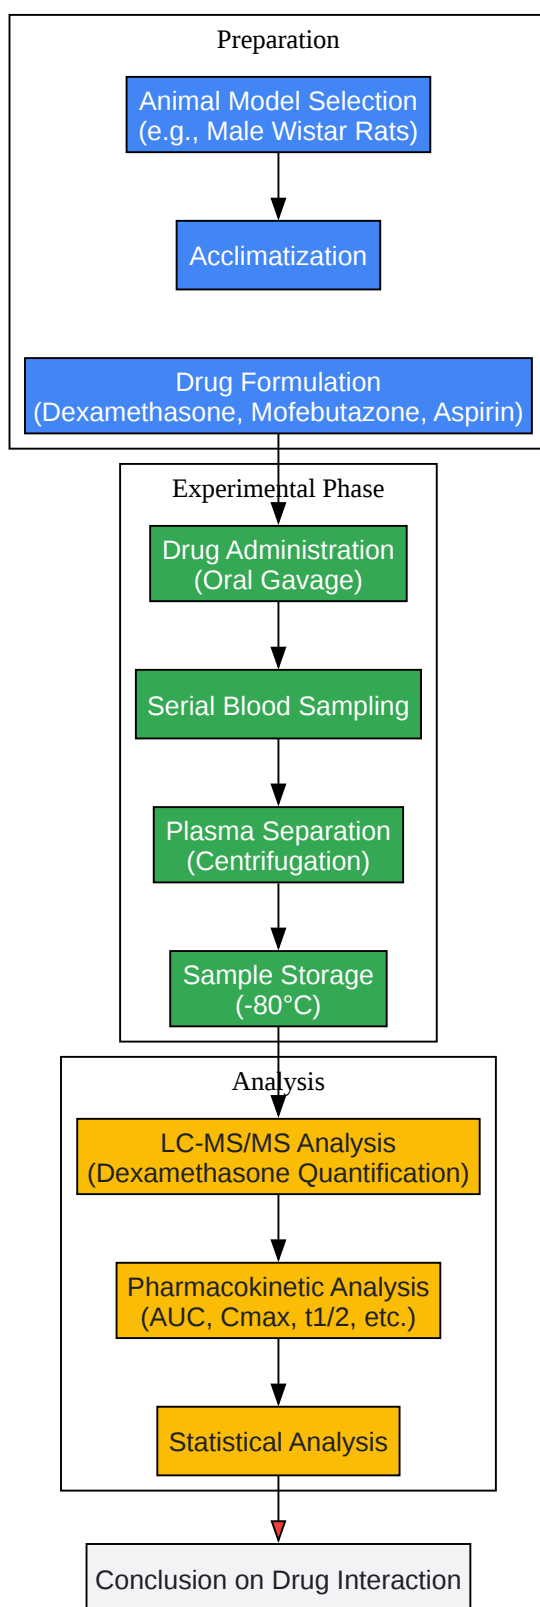 Preparation
Animal Model Selection
(e.g., Male Wistar Rats)
Acclimatization
Drug Formulation
(Dexamethasone, Mofebutazone, Aspirin)
Experimental Phase
Drug Administration
(Oral Gavage)
Serial Blood Sampling
Plasma Separation
(Centrifugation)
Sample Storage
(-80°C)
Analysis
LC-MS/MS Analysis
(Dexamethasone Quantification)
Pharmacokinetic Analysis
(AUC, Cmax, t1/2, etc.)
Statistical Analysis
Conclusion on Drug Interaction